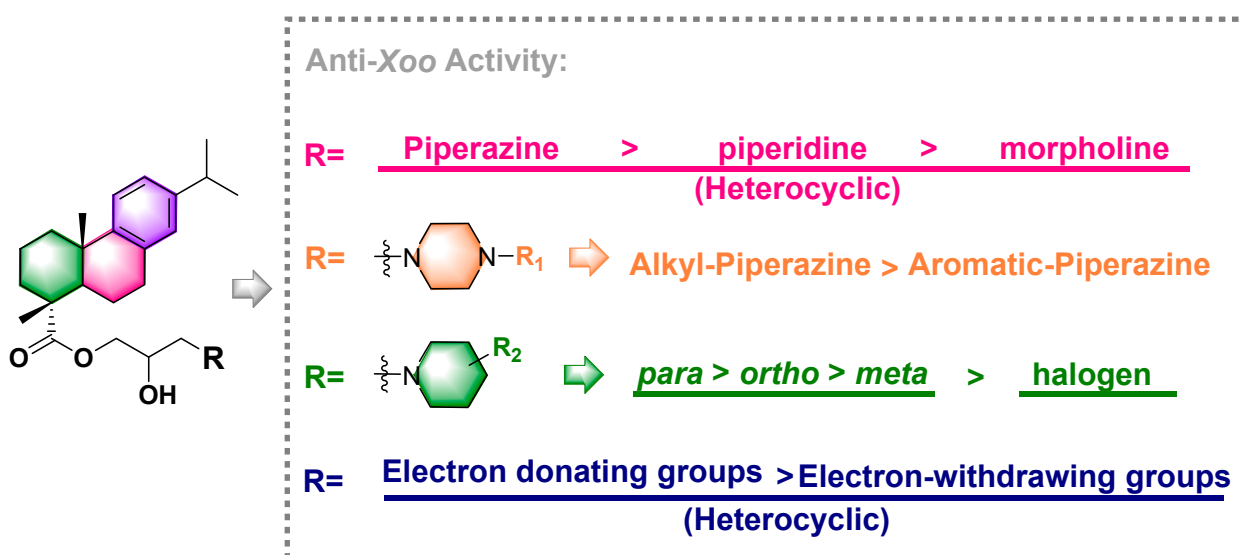 Anti-Xoo Activity:
R= Piperazine > piperidine > morpholine
(Heterocyclic)
R= N N-R1 Alkyl-Piperazine > Aromatic-Piperazine
R= N R2 para > ortho > meta > halogen
R= Electron donating groups >Electron-withdrawing groups
(Heterocyclic)
O O R
OH